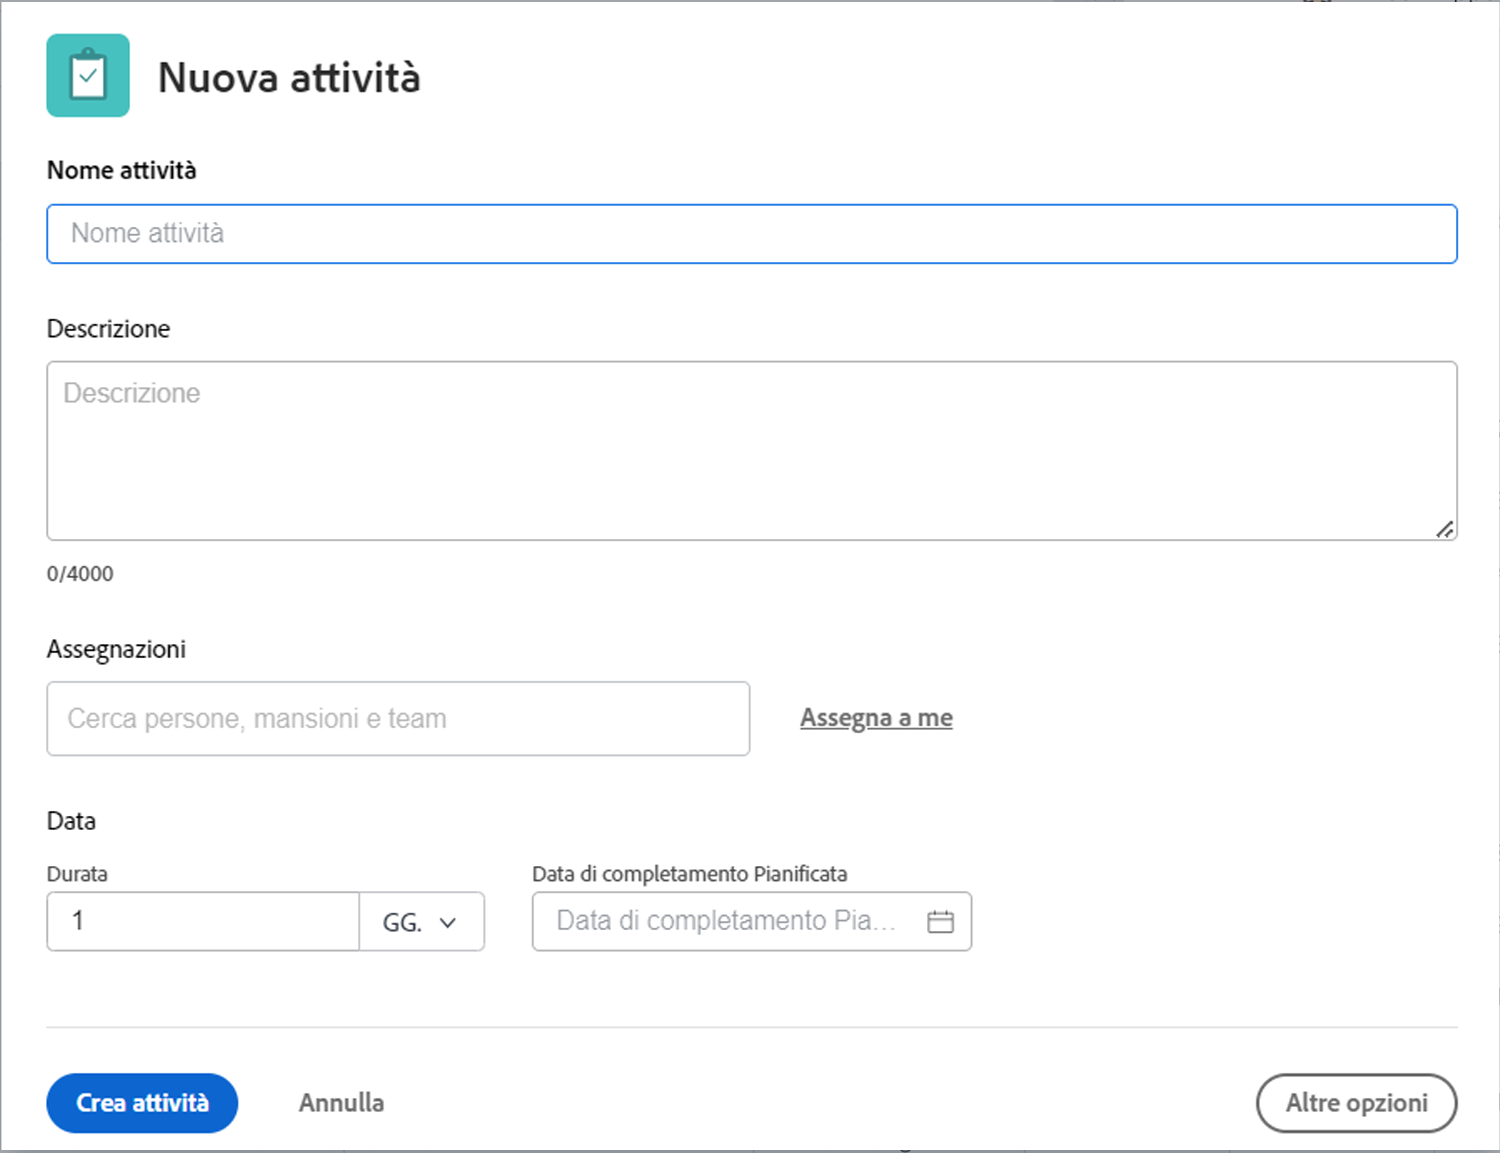 Nuova attività
Nome attività
Nome attività
Descrizione
Descrizione
0/4000
Assegnazioni
Cerca persone, mansioni e team
Assegna a me
Data
Durata
Data di completamento Pianificata
1
GG.
Data di completamento Pia...
Crea attività
Annulla
Altre opzioni